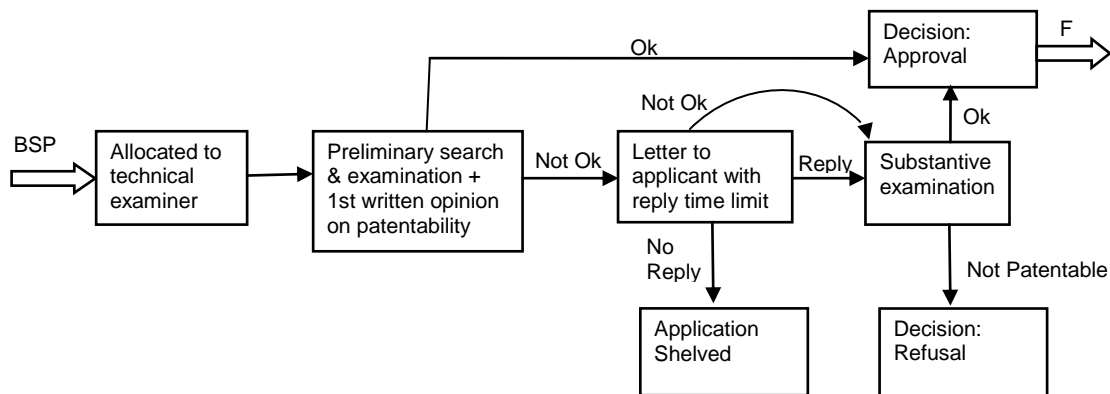 BSP
Allocated to
technical
examiner
Preliminary search
& examination +
1st written opinion
on patentability
Ok
Not Ok
Letter to
applicant with
reply time limit
Not Ok
Reply
No
Reply
Application
Shelved
Substantive
examination
Ok
Decision:
Approval
F
Not Patentable
Decision:
Refusal